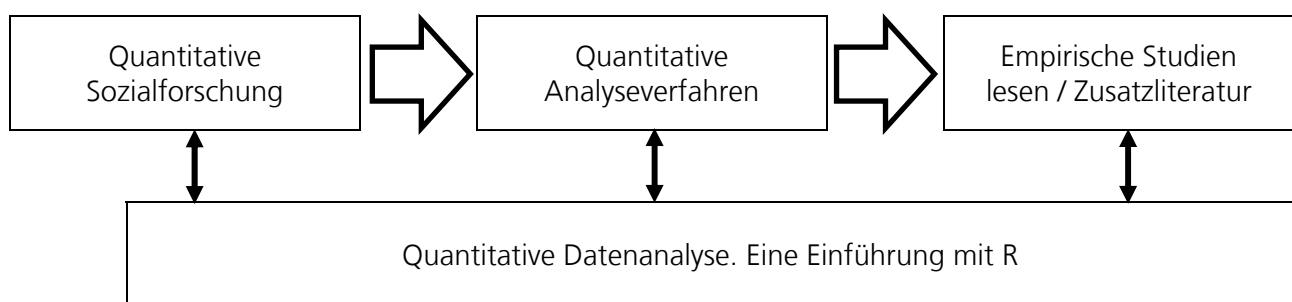 Quantitative
Sozialforschung
Quantitative
Analyseverfahren
Empirische Studien
lesen / Zusatzliteratur
Quantitative Datenanalyse. Eine Einführung mit R